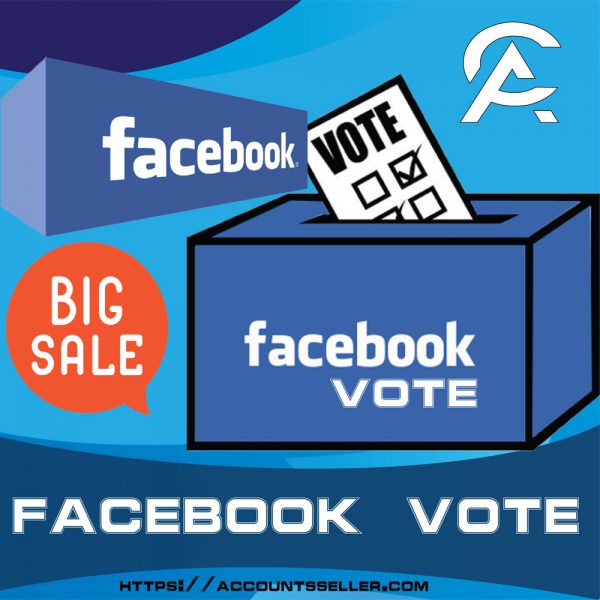 facebook
VOTE
BIG
SALE
facebook
VOTE
FACEBOOK VOTE
HTTPS://ACCOUNTSSELLER.COM